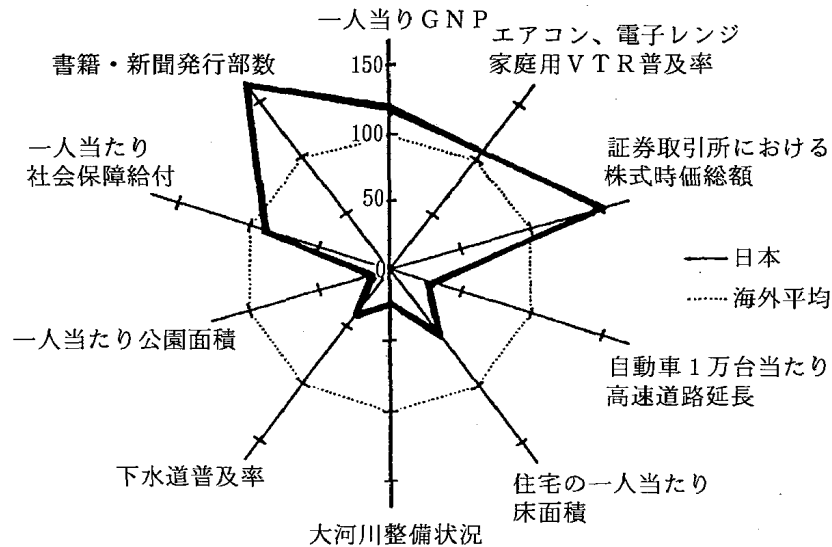 一人当りGNP
エアコン、電子レンジ
家庭用VTR普及率
書籍・新聞発行部数
150
一人当たり
社会保障給付
100
証券取引所における
株式時価総額
50
0
日本
海外平均
一人当たり公園面積
自動車1万台当たり
高速道路延長
下水道普及率
住宅の一人当たり
床面積
大河川整備状況